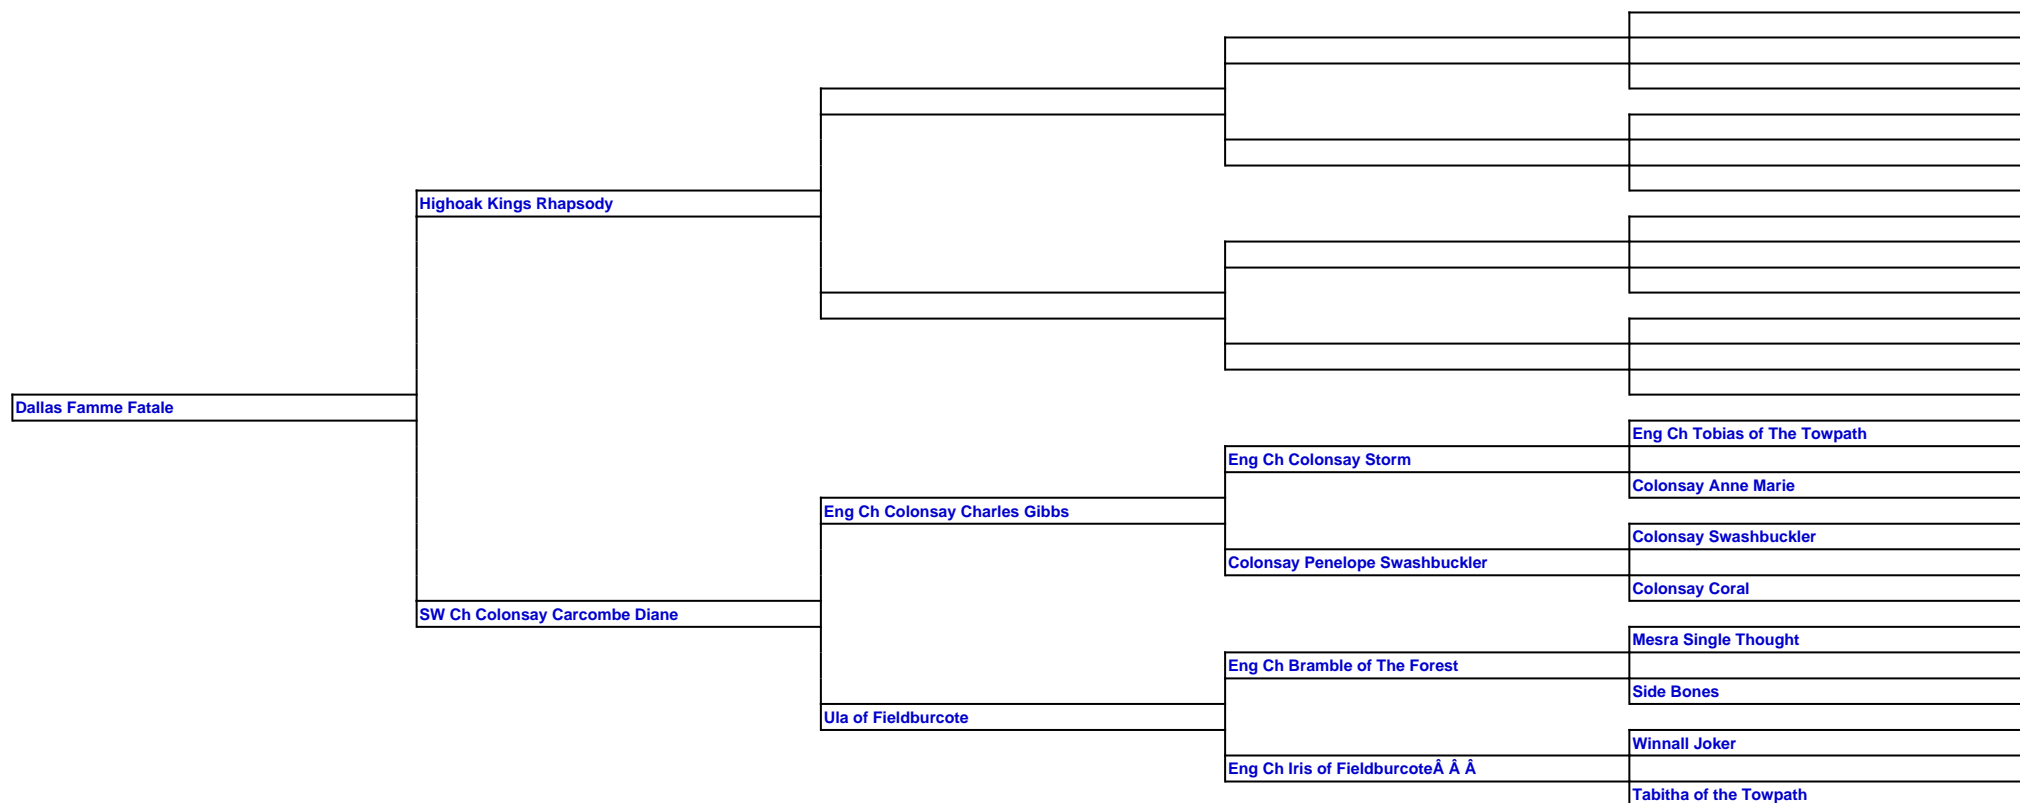 Highoak Kings Rhapsody
Dallas Famme Fatale
Eng Ch Tobias of The Towpath
Eng Ch Colonsay Storm
Colonsay Anne Marie
Eng Ch Colonsay Charles Gibbs
Colonsay Swashbuckler
Colonsay Penelope Swashbuckler
Colonsay Coral
SW Ch Colonsay Carcombe Diane
Mesra Single Thought
Eng Ch Bramble of The Forest
Side Bones
Ula of Fieldburcote
Winnall Joker
Eng Ch Iris of FieldburcoteÂ Â Â
Tabitha of the Towpath